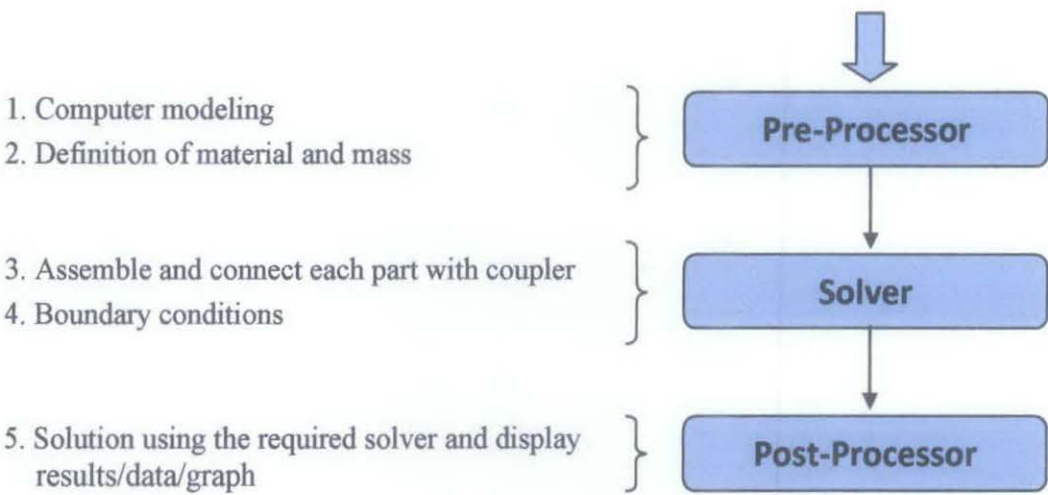 1. Computer modeling
2. Definition of material and mass
Pre-Processor
3. Assemble and connect each part with coupler
4. Boundary conditions
Solver
5. Solution using the required solver and display
results/data/graph
Post-Processor